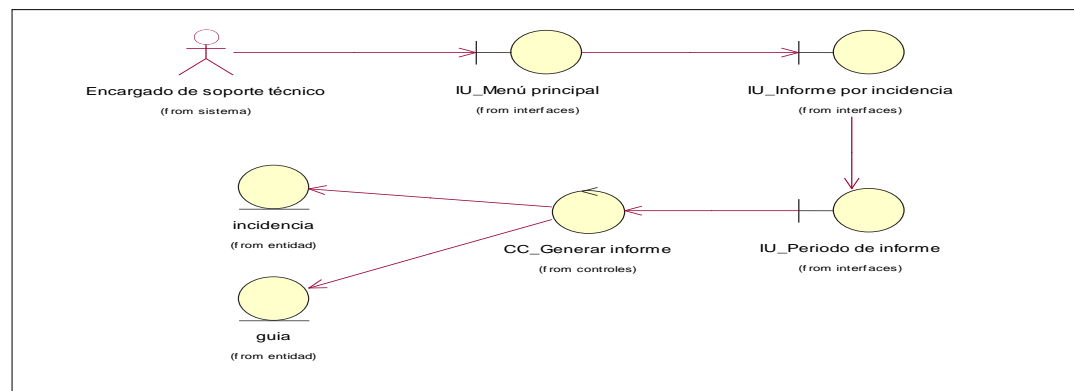 Encargado de soporte técnico
(from sistema)
IU_Menú principal
(from interfaces)
IU_Informe por incidencia
(from interfaces)
incidencia
(from entidad)
CC_Generar informe
(from controles)
IU_Periodo de informe
(from interfaces)
guia
(from entidad)